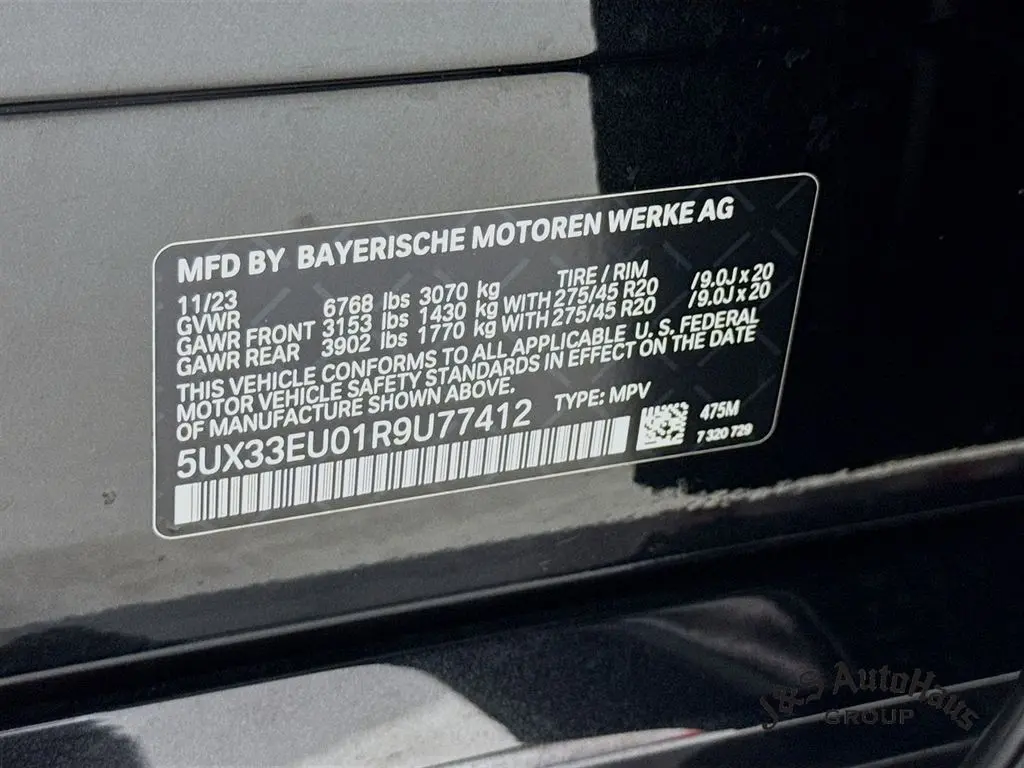 MFD BY BAYERISCHE MOTOREN WERKE AG
11/23 TIRE / RIM
GVWR 6768 lbs 3070 kg
GAWR FRONT 3153 lbs 1430 kg WITH 275/45 R20 /9.0J x 20
GAWR REAR 3902 lbs 1770 kg WITH 275/45 R20 /9.0J x 20
THIS VEHICLE CONFORMS TO ALL APPLICABLE U.S. FEDERAL
MOTOR VEHICLE SAFETY STANDARDS IN EFFECT ON THE DATE
OF MANUFACTURE SHOWN ABOVE. TYPE: MPV
5UX33EU01R9U77412
475M
7 320 729
J&S AutoHaus
GROUP